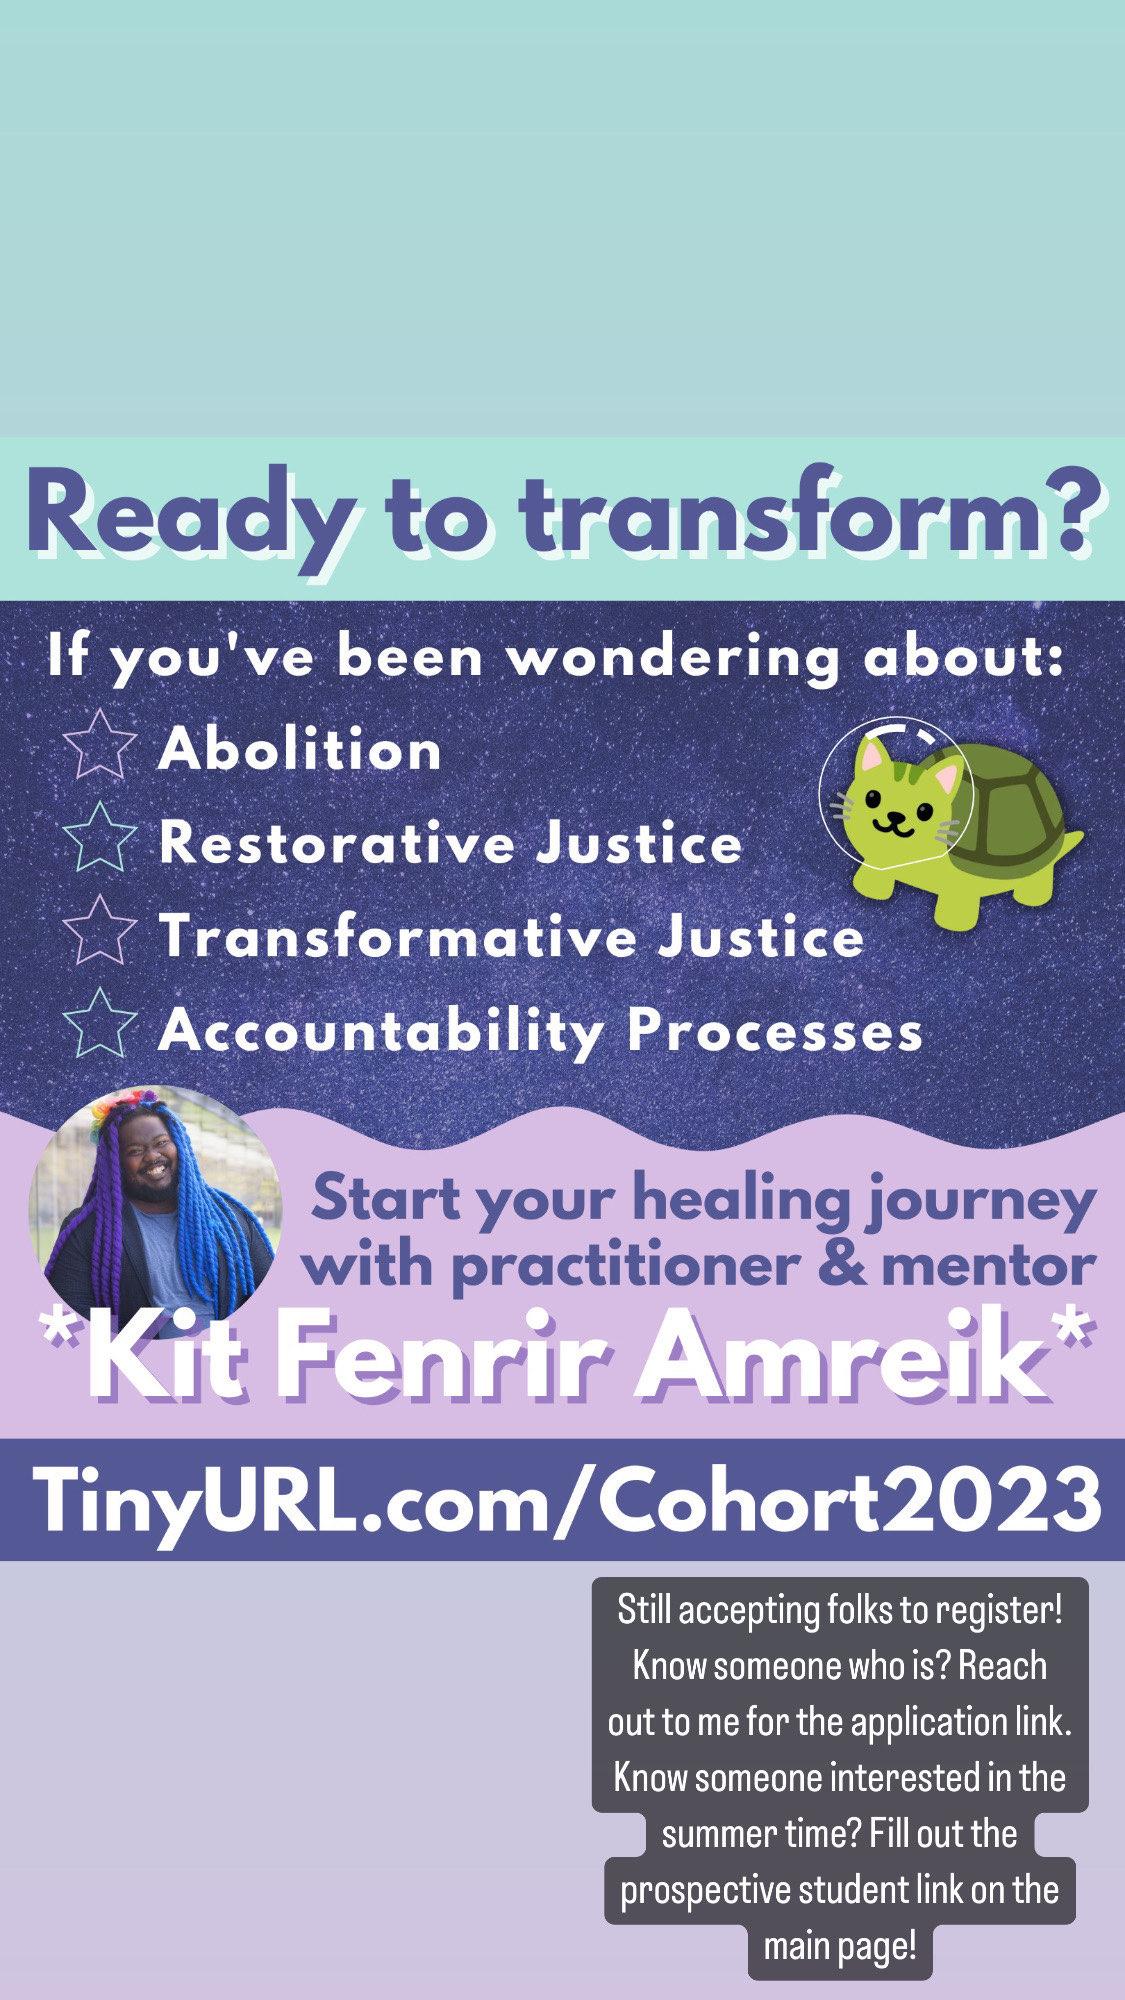 Ready to transform?
If you've been wondering about:
Abolition
Restorative Justice
Transformative Justice
Accountability Processes
Start your healing journey
with practitioner & mentor
*Kit Fenrir Amreik*
TinyURL.com/Cohort2023
Still accepting folks to register!
Know someone who is? Reach
out to me for the application link.
Know someone interested in the
summer time? Fill out the
prospective student link on the
main page!